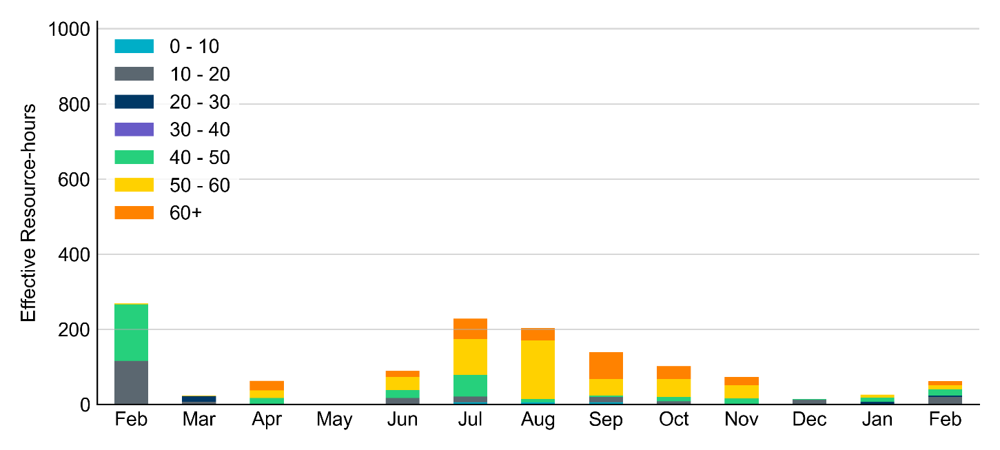 Effective Resource-hours
1000
800
600
400
200
0
0 - 10
10 - 20
20 - 30
30 - 40
40 - 50
50 - 60
60+
Feb Mar Apr May Jun Jul Aug Sep Oct Nov Dec Jan Feb